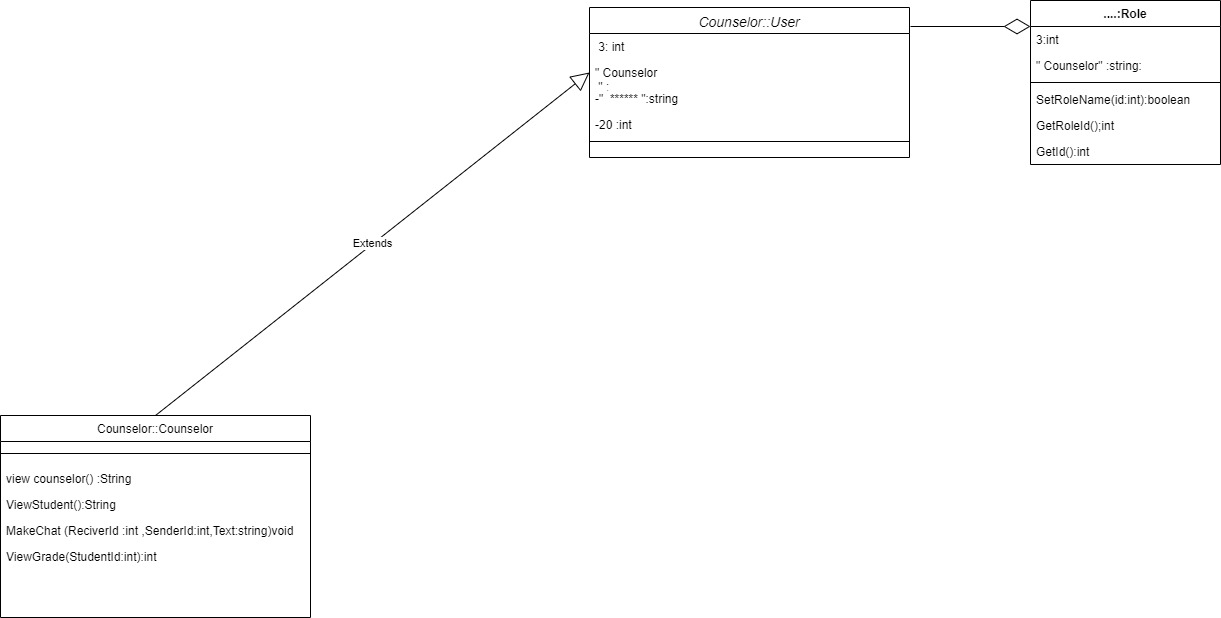 Counselor::User
3: int
" Counselor
" :
-" ****** ":string
-20 :int
....:Role
3:int
" Counselor" :string:
SetRoleName(id:int):boolean
GetRoleId();int
GetId():int
Extends
Counselor::Counselor
view counselor() :String
ViewStudent():String
MakeChat (ReciverId :int ,SenderId:int,Text:string)void
ViewGrade(StudentId:int):int